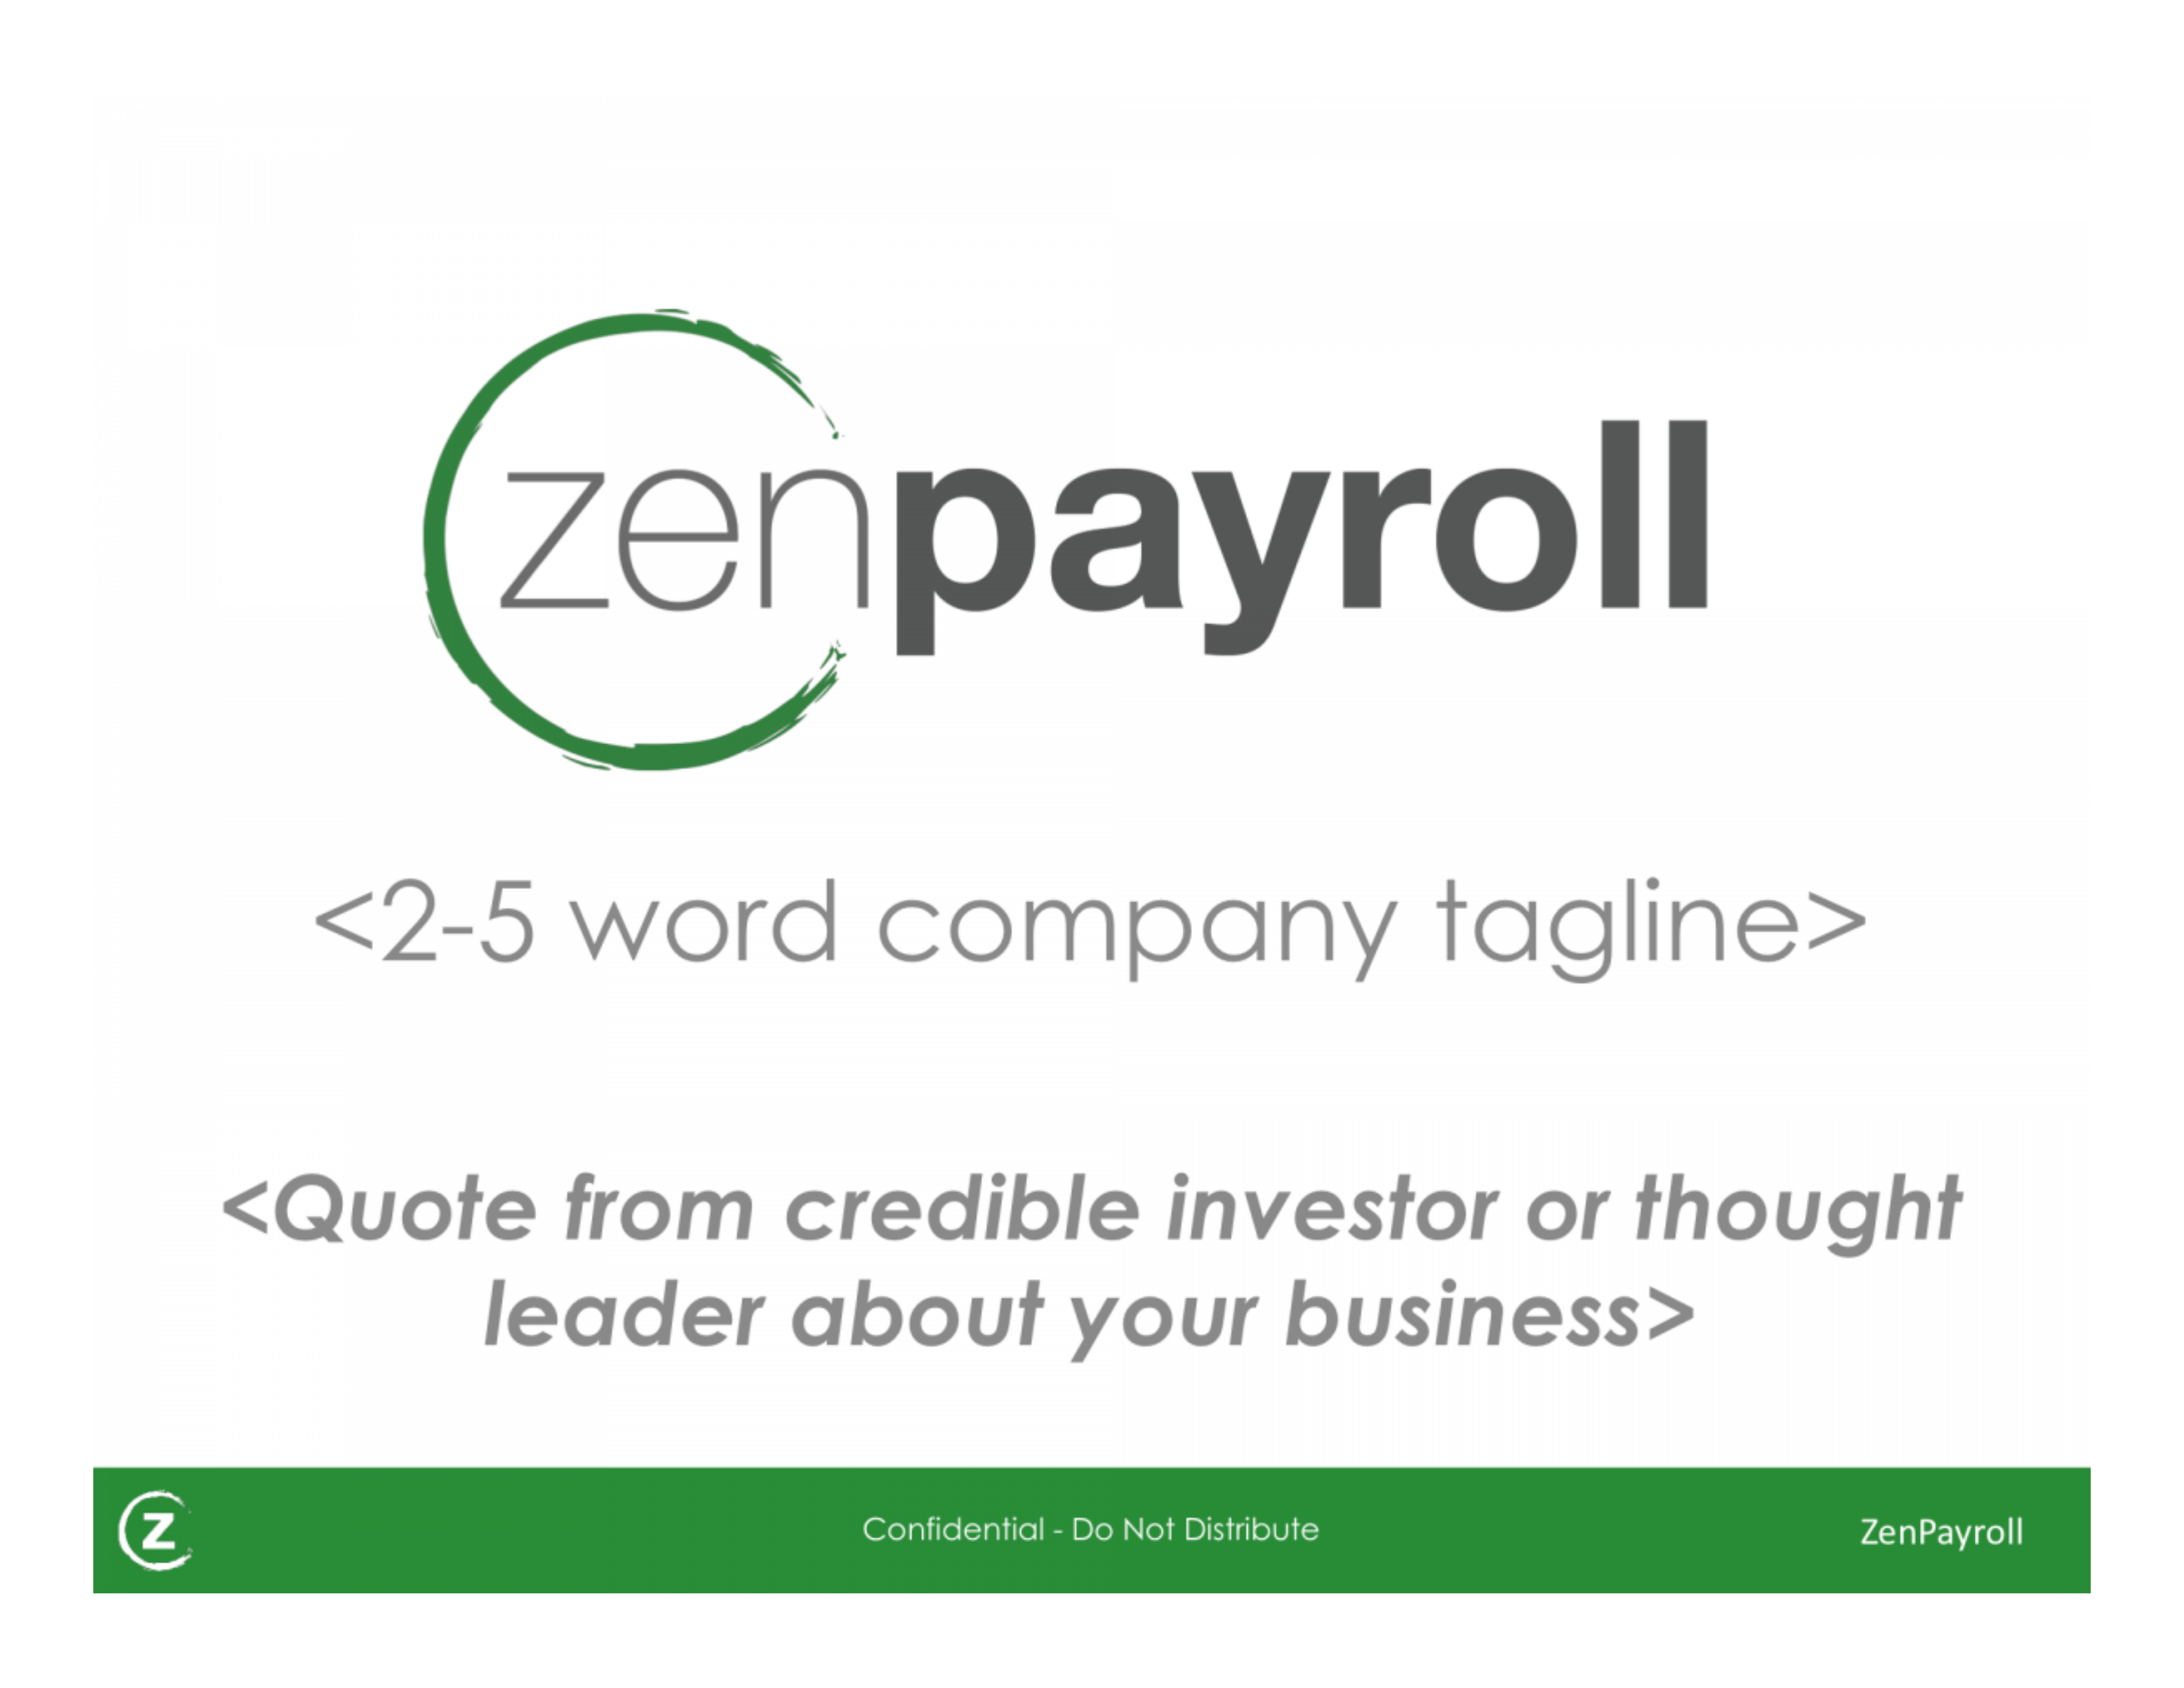 zenpayroll
<2-5 word company tagline>
<Quote from credible investor or thought
leader about your business>
z
Confidential - Do Not Distribute
ZenPayroll